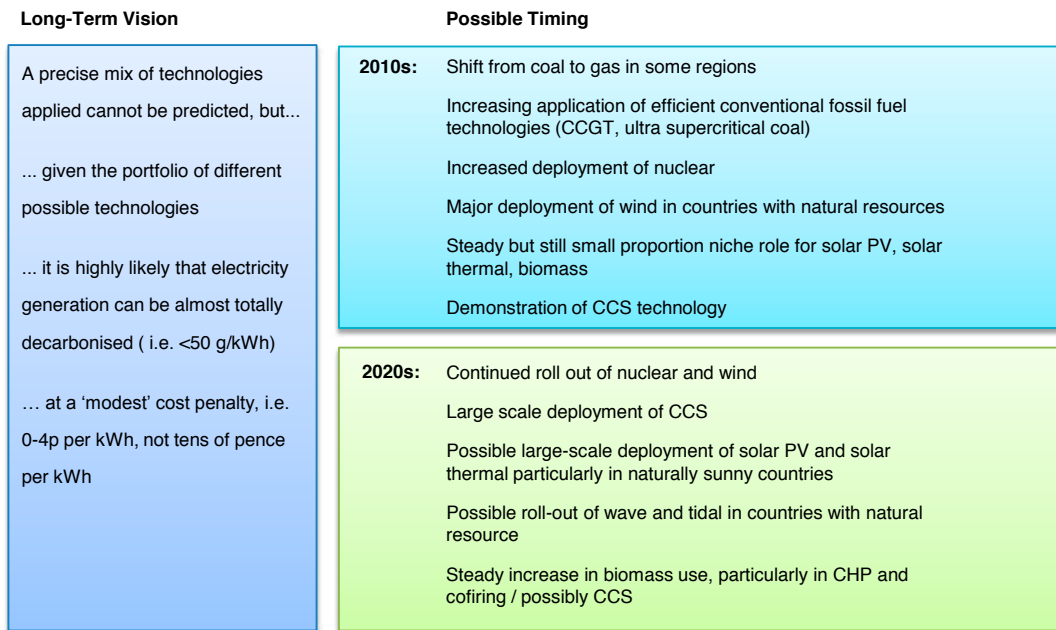 Long-Term Vision
A precise mix of technologies
applied cannot be predicted, but...
... given the portfolio of different
possible technologies
... it is highly likely that electricity
generation can be almost totally
decarbonised ( i.e. <50 g/kWh)
… at a ‘modest’ cost penalty, i.e.
0-4p per kWh, not tens of pence
per kWh
Possible Timing
2010s: Shift from coal to gas in some regions
Increasing application of efficient conventional fossil fuel
technologies (CCGT, ultra supercritical coal)
Increased deployment of nuclear
Major deployment of wind in countries with natural resources
Steady but still small proportion niche role for solar PV, solar
thermal, biomass
Demonstration of CCS technology
2020s: Continued roll out of nuclear and wind
Large scale deployment of CCS
Possible large-scale deployment of solar PV and solar
thermal particularly in naturally sunny countries
Possible roll-out of wave and tidal in countries with natural
resource
Steady increase in biomass use, particularly in CHP and
cofiring / possibly CCS